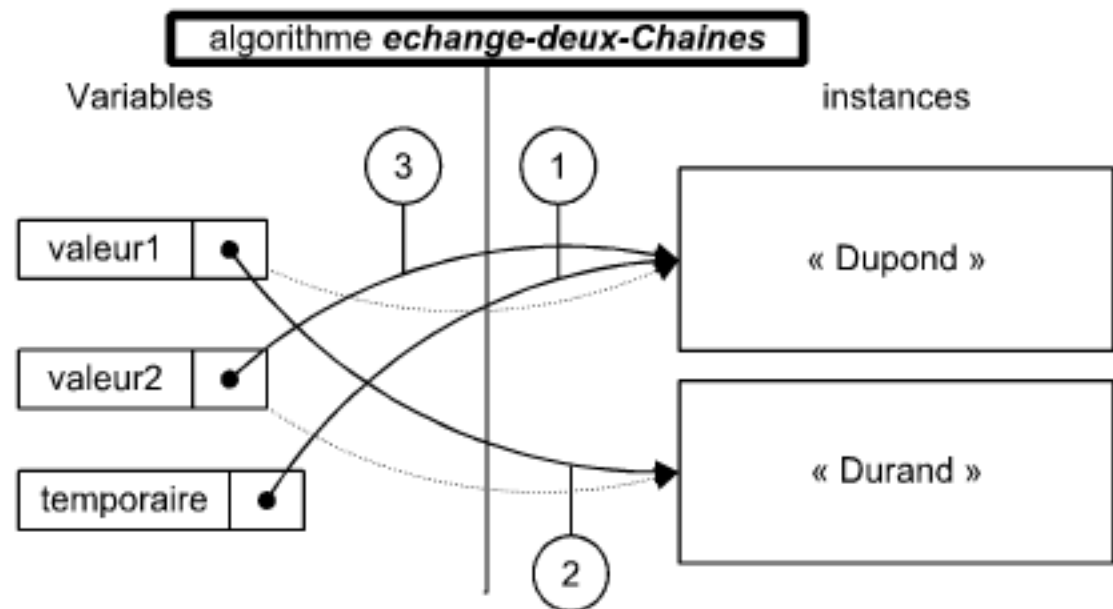 algorithme echange-deux-Chaines
Variables
instances
3
1
valeur1
« Dupond »
valeur2
« Durand »
temporaire
2